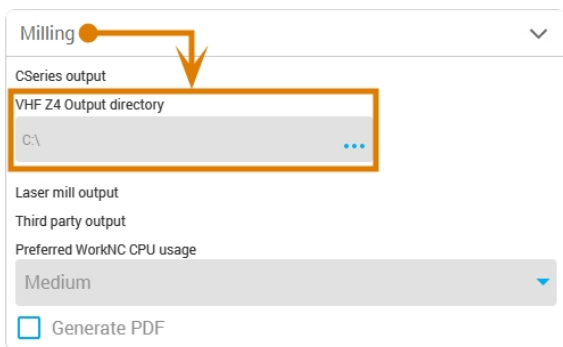 Milling
CSeries output
VHF Z4 Output directory
C:\
Laser mill output
Third party output
Preferred WorkNC CPU usage
Medium
Generate PDF